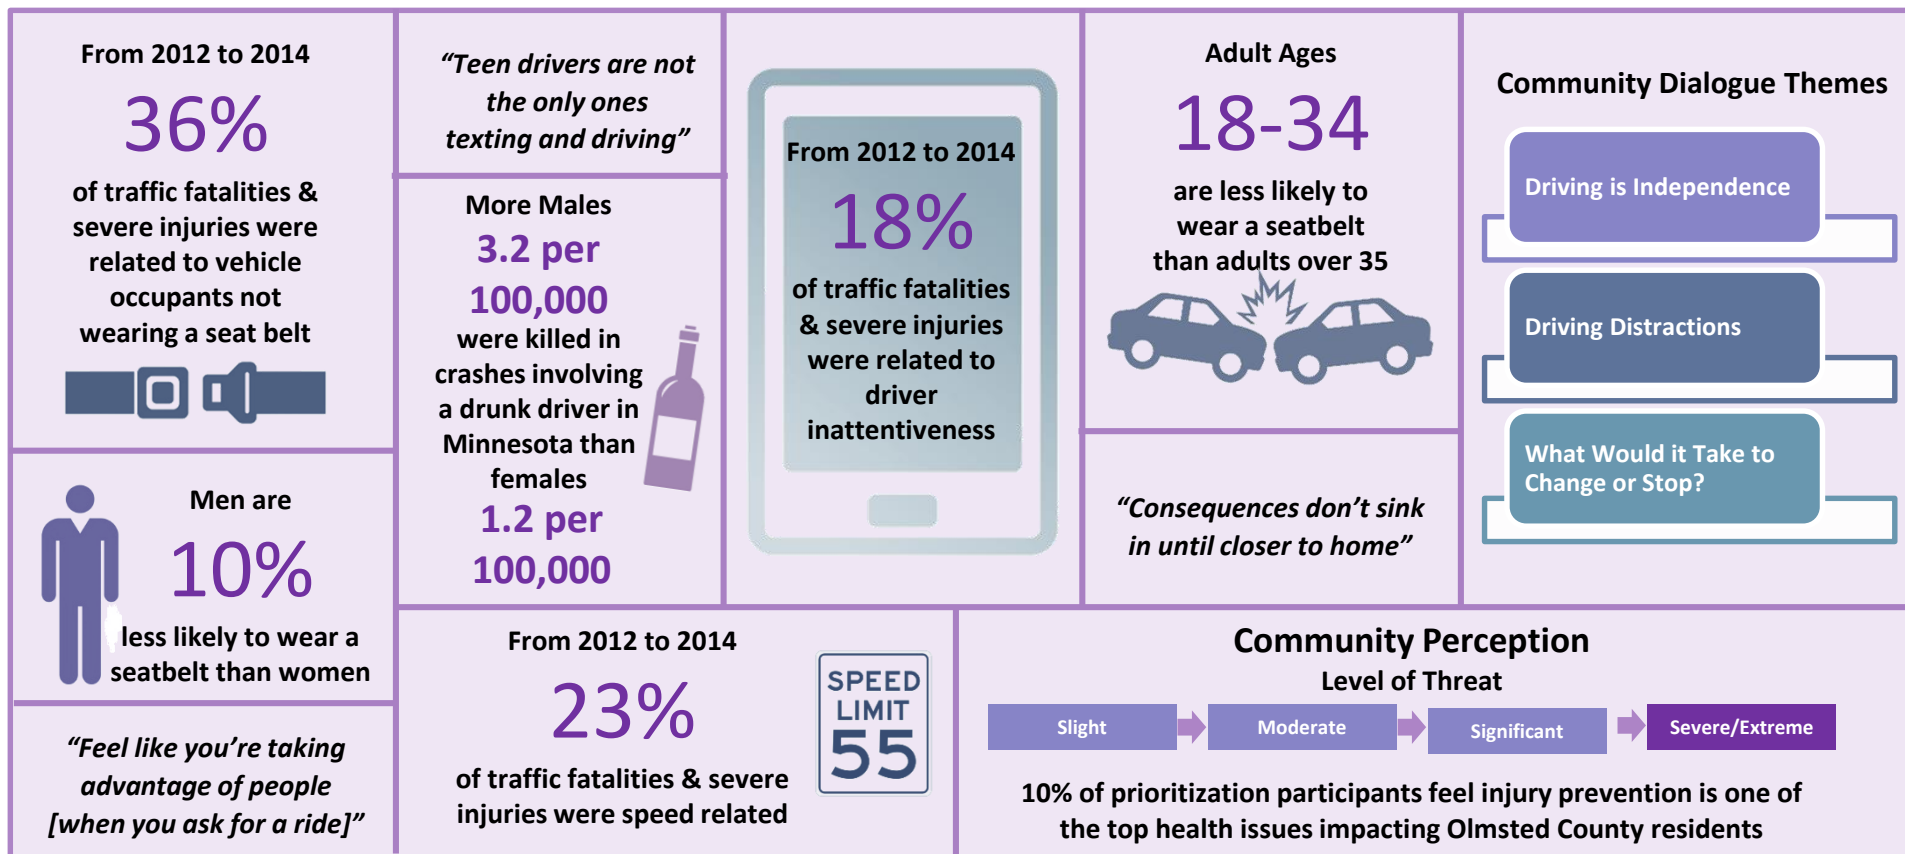 From 2012 to 2014
36%
of traffic fatalities &
severe injuries were
related to vehicle
occupants not
wearing a seat belt
Men are
10%
less likely to wear a
seatbelt than women
“Feel like you’re taking
advantage of people
[when you ask for a ride]”
“Teen drivers are not
the only ones
texting and driving”
More Males
3.2 per
100,000
were killed in
crashes involving
a drunk driver in
Minnesota than
females
1.2 per
100,000
From 2012 to 2014
18%
of traffic fatalities
& severe injuries
were related to
driver
inattentiveness
Adult Ages
18-34
are less likely to
wear a seatbelt
than adults over 35
“Consequences don’t sink
in until closer to home”
Community Dialogue Themes
Driving is Independence
Driving Distractions
What Would it Take to
Change or Stop?
From 2012 to 2014
23%
of traffic fatalities & severe
injuries were speed related
SPEED
LIMIT
55
Community Perception
Level of Threat
Slight
Moderate
Significant
Severe/Extreme
10% of prioritization participants feel injury prevention is one of
the top health issues impacting Olmsted County residents